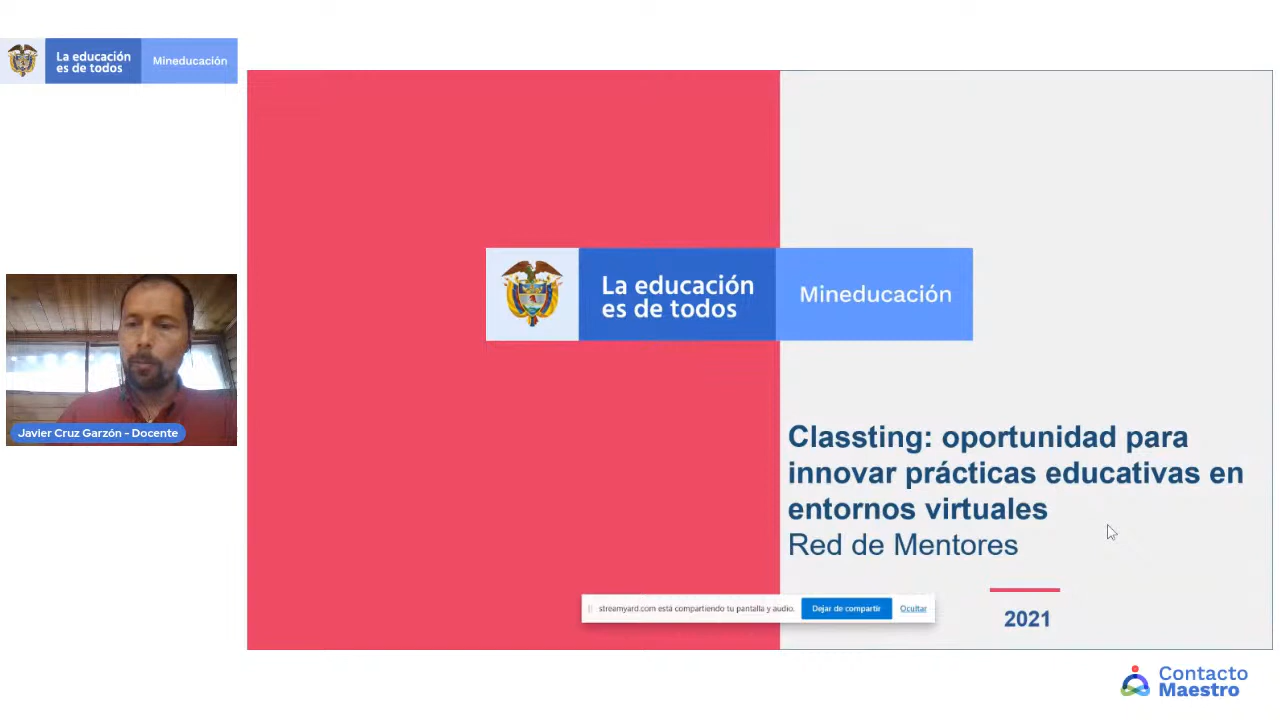 La educación
es de todos
Mineducación
La educación
es de todos
Mineducación
Javier Cruz Garzón - Docente
Classting: oportunidad para
innovar prácticas educativas en
entornos virtuales
Red de Mentores
streamyard.com está compartiendo tu pantalla y audio.
Dejar de compartir
Ocultar
2021
Contacto
Maestro